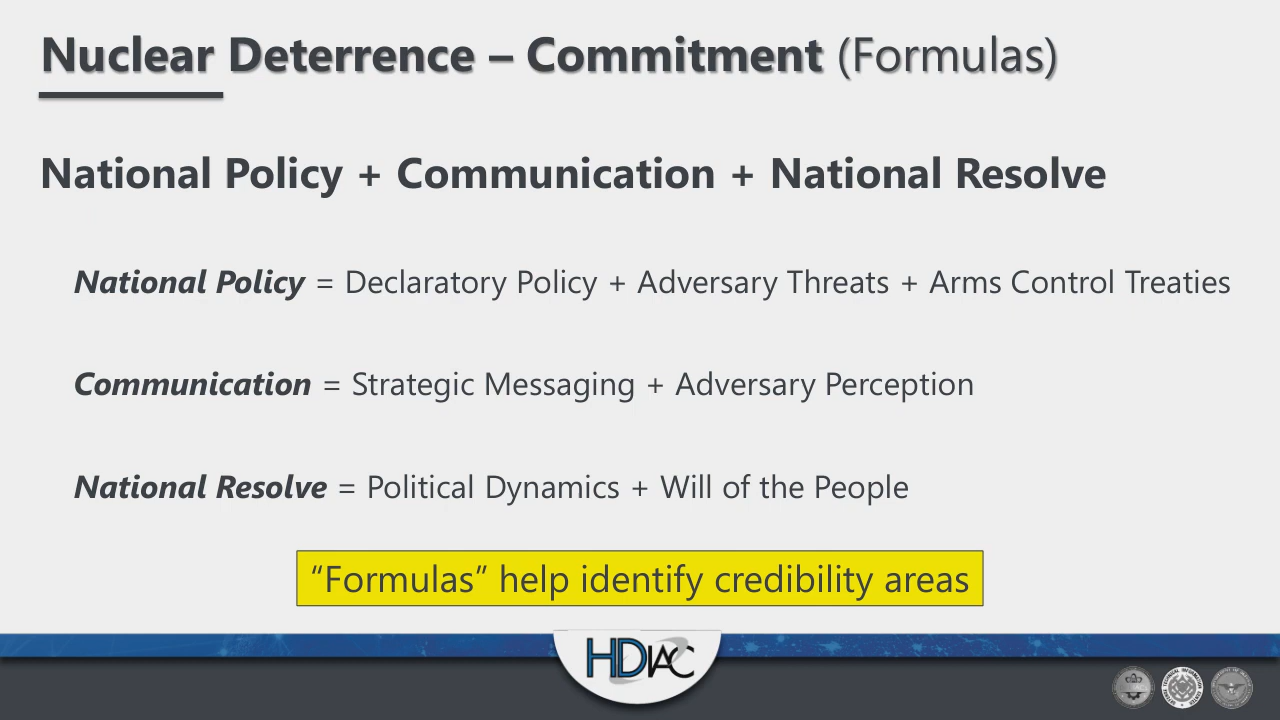 Nuclear Deterrence – Commitment (Formulas)
National Policy + Communication + National Resolve
National Policy = Declaratory Policy + Adversary Threats + Arms Control Treaties
Communication = Strategic Messaging + Adversary Perception
National Resolve = Political Dynamics + Will of the People
“Formulas” help identify credibility areas
HDIAC